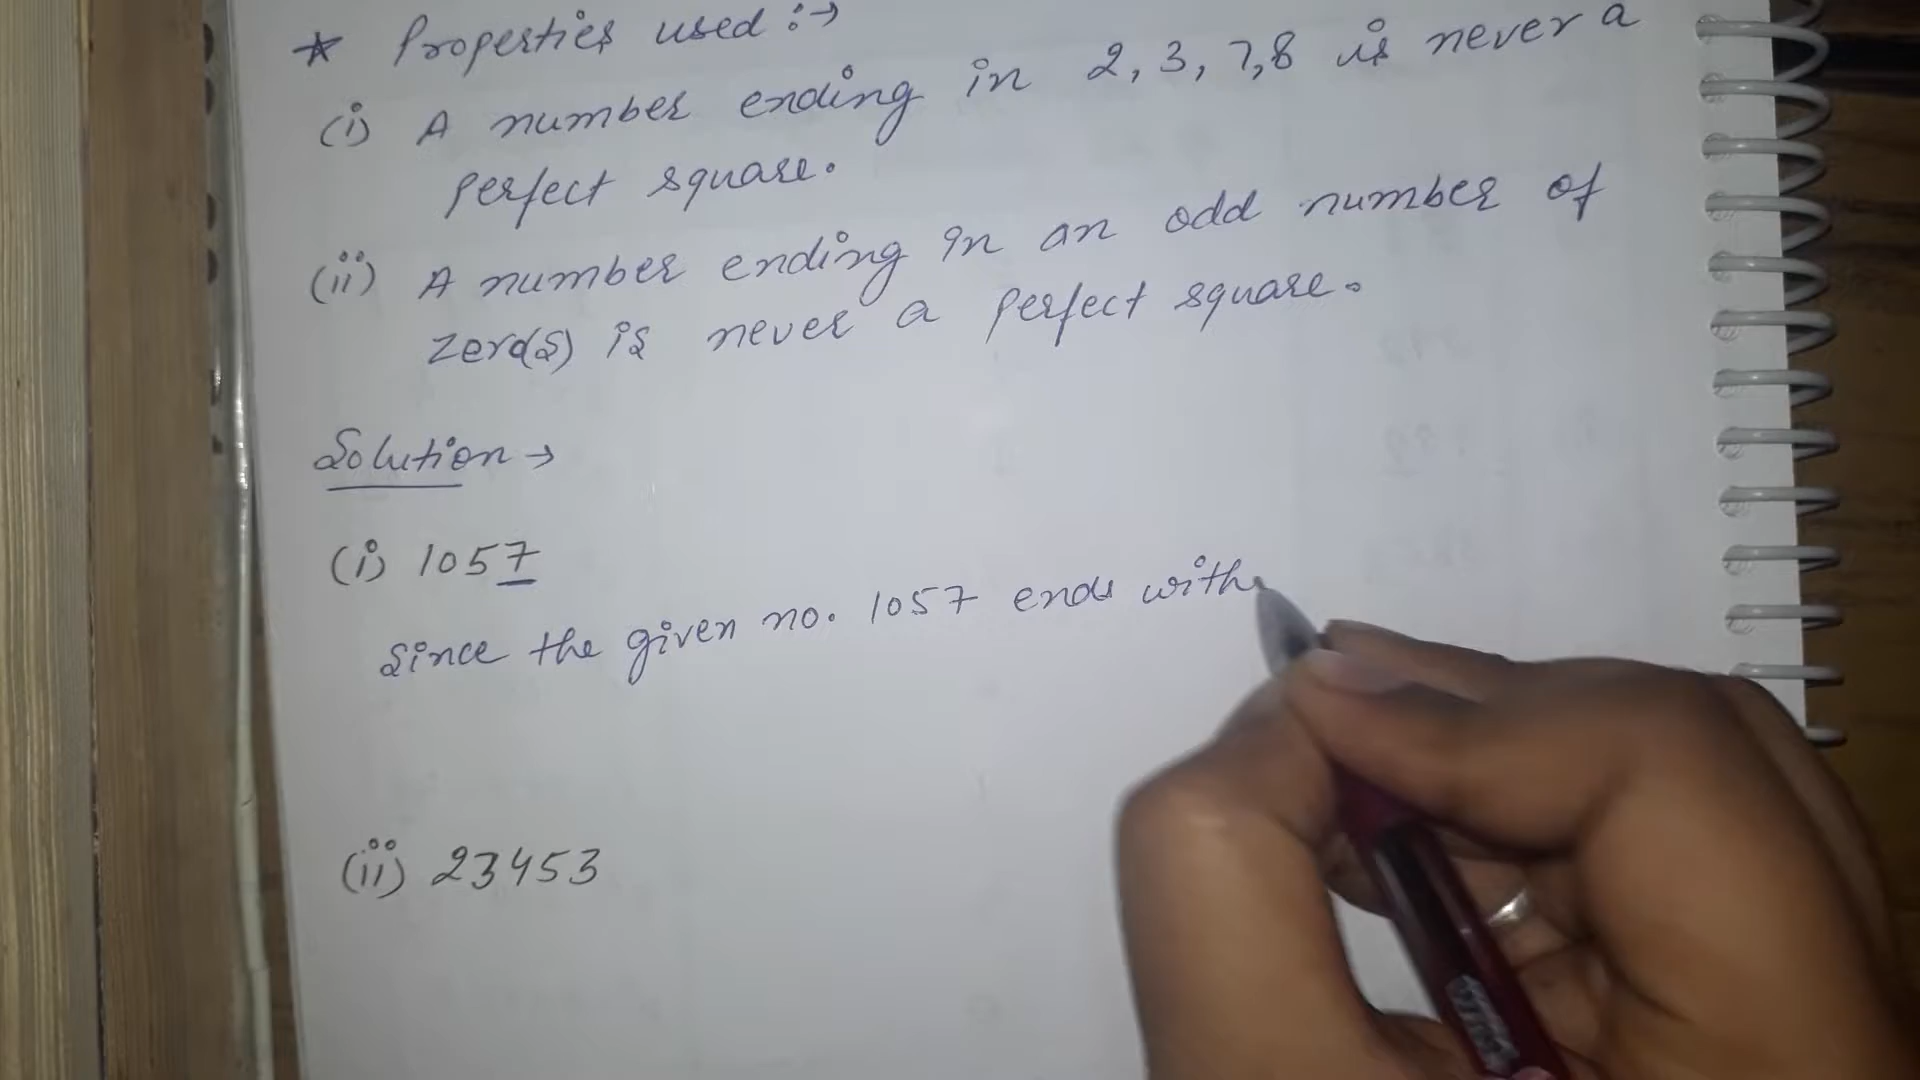 * Properties used :→
(i) A number ending in 2, 3, 7, 8 is never a
perfect square.
(ii) A number ending in an odd number of
zero(s) is never a perfect square.
Solution →
(i) 1057
Since the given no. 1057 ends with
(ii) 23453